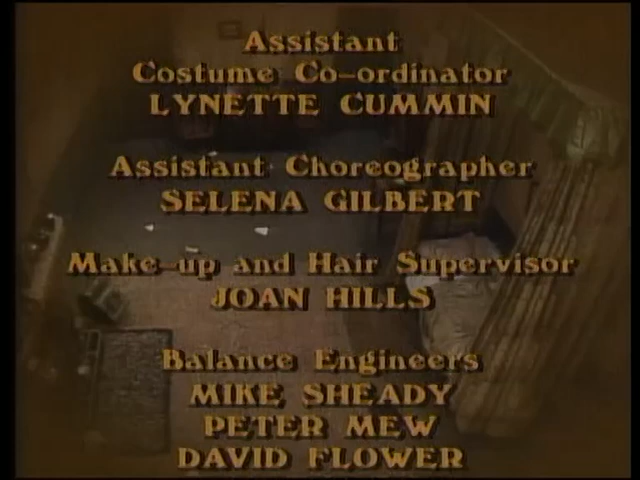 Assistant
Costume Co-ordinator
LYNETTE CUMMIN
Assistant Choreographer
SELENA GILBERT
Make-up and Hair Supervisor
JOAN HILLS
Balance Engineers
MIKE SHEADY
PETER MEW
DAVID FLOWER